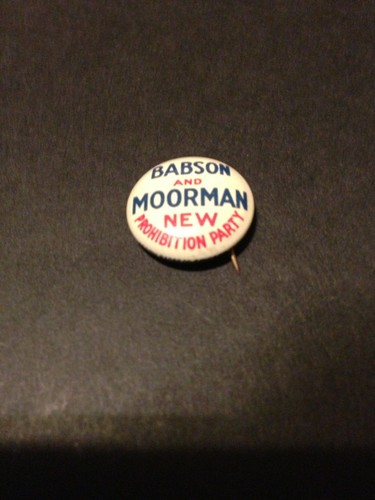 BABSON
AND
MOORMAN
NEW
PROHIBITION PARTY